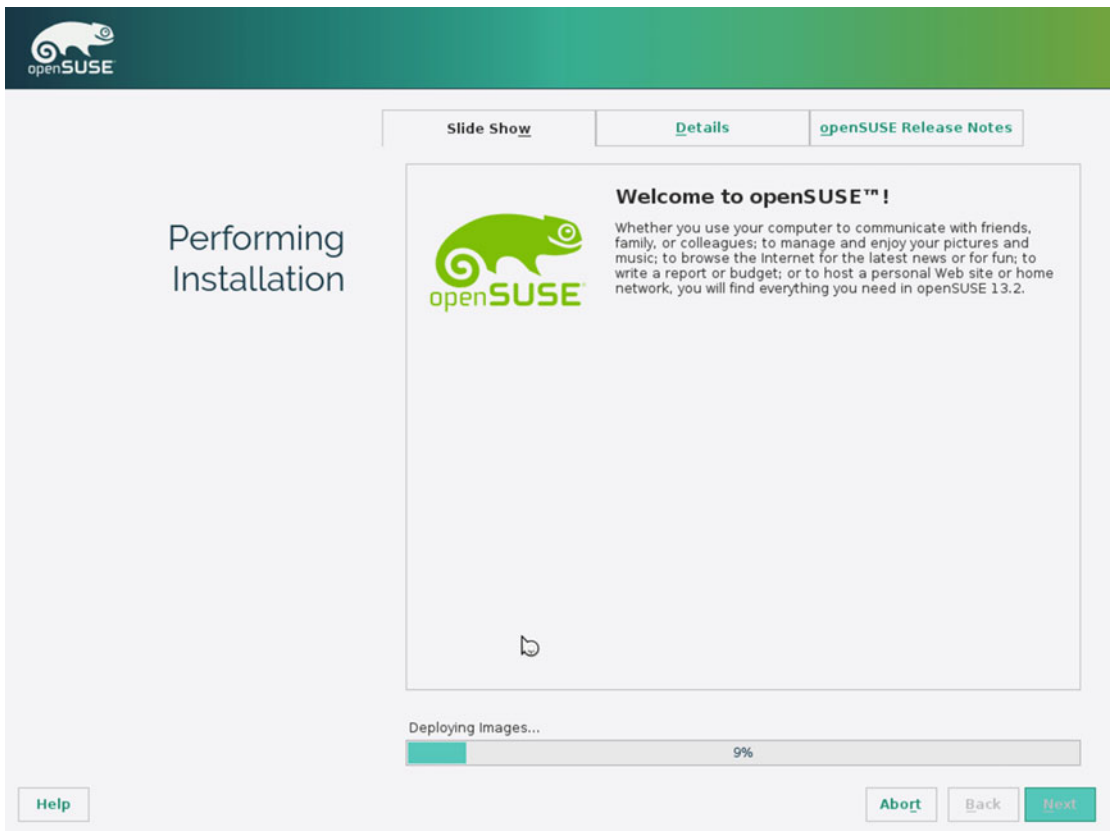 openSUSE
Slide Show
Details
openSUSE Release Notes
Performing
Installation
openSUSE
Welcome to openSUSE™!
Whether you use your computer to communicate with friends,
family, or colleagues; to manage and enjoy your pictures and
music; to browse the Internet for the latest news or for fun; to
write a report or budget; or to host a personal Web site or home
network, you will find everything you need in openSUSE 13.2.
Deploying Images...
9%
Help
Abort
Back
Next